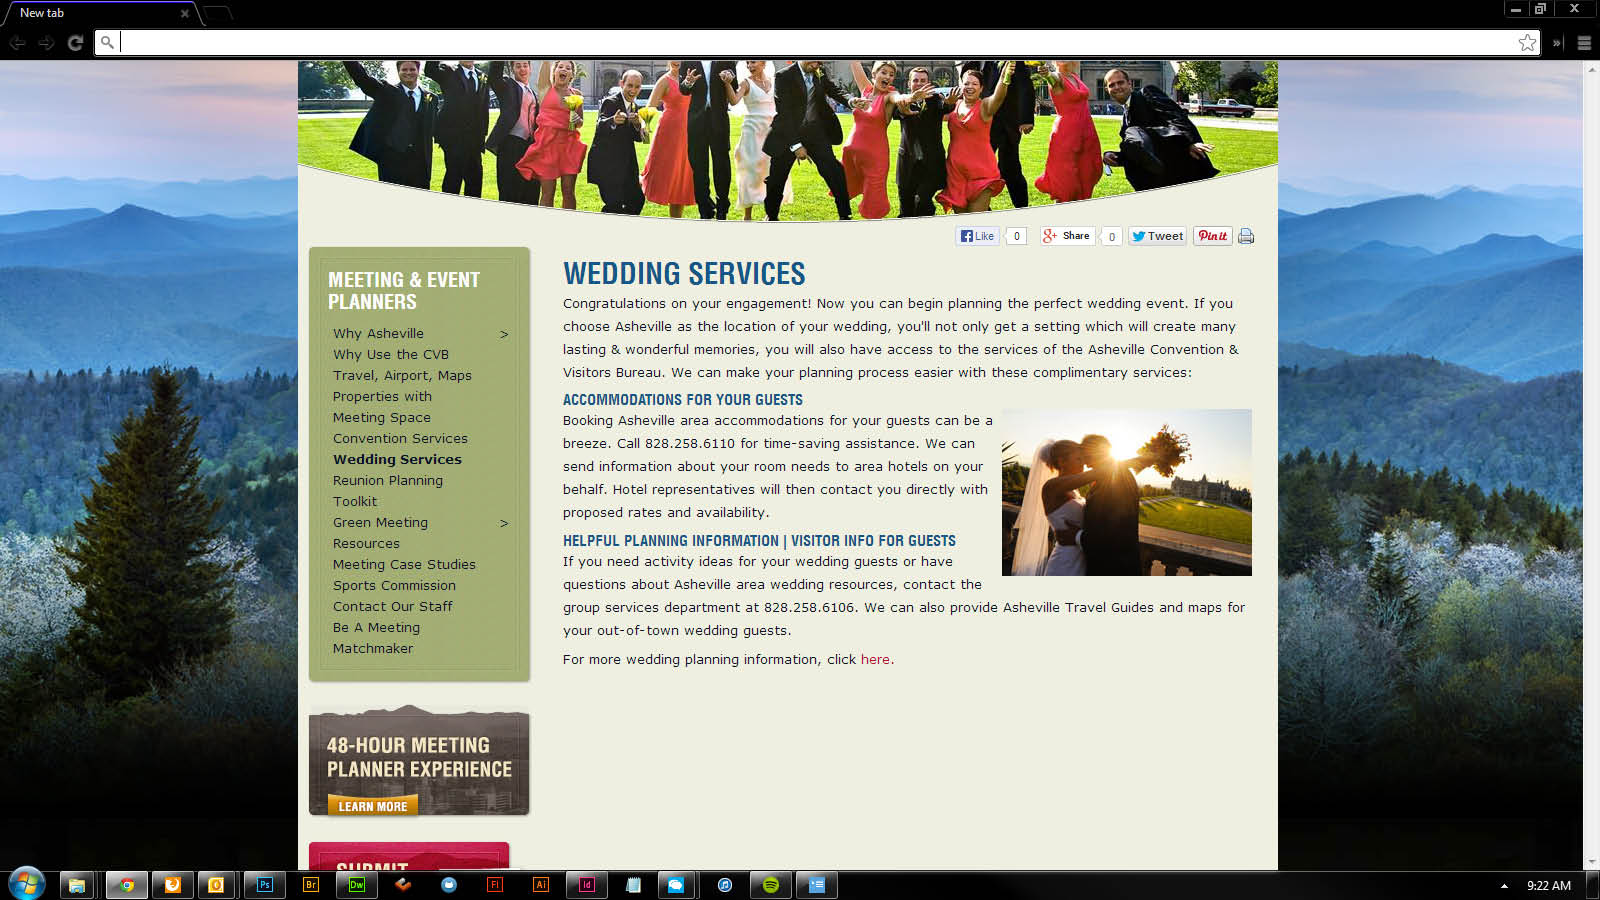 New tab
Like
0
Share
0
Tweet
Pin it
MEETING & EVENT
PLANNERS
Why Asheville >
Why Use the CVB
Travel, Airport, Maps
Properties with
Meeting Space
Convention Services
Wedding Services
Reunion Planning
Toolkit
Green Meeting >
Resources
Meeting Case Studies
Sports Commission
Contact Our Staff
Be A Meeting
Matchmaker
48-HOUR MEETING
PLANNER EXPERIENCE
LEARN MORE
SUBMIT
WEDDING SERVICES
Congratulations on your engagement! Now you can begin planning the perfect wedding event. If you
choose Asheville as the location of your wedding, you'll not only get a setting which will create many
lasting & wonderful memories, you will also have access to the services of the Asheville Convention &
Visitors Bureau. We can make your planning process easier with these complimentary services:
ACCOMMODATIONS FOR YOUR GUESTS
Booking Asheville area accommodations for your guests can be a
breeze. Call 828.258.6110 for time-saving assistance. We can
send information about your room needs to area hotels on your
behalf. Hotel representatives will then contact you directly with
proposed rates and availability.
HELPFUL PLANNING INFORMATION | VISITOR INFO FOR GUESTS
If you need activity ideas for your wedding guests or have
questions about Asheville area wedding resources, contact the
group services department at 828.258.6106. We can also provide Asheville Travel Guides and maps for
your out-of-town wedding guests.
For more wedding planning information, click here.
Ps
Br
Dw
Fl
Ai
Id
9:22 AM